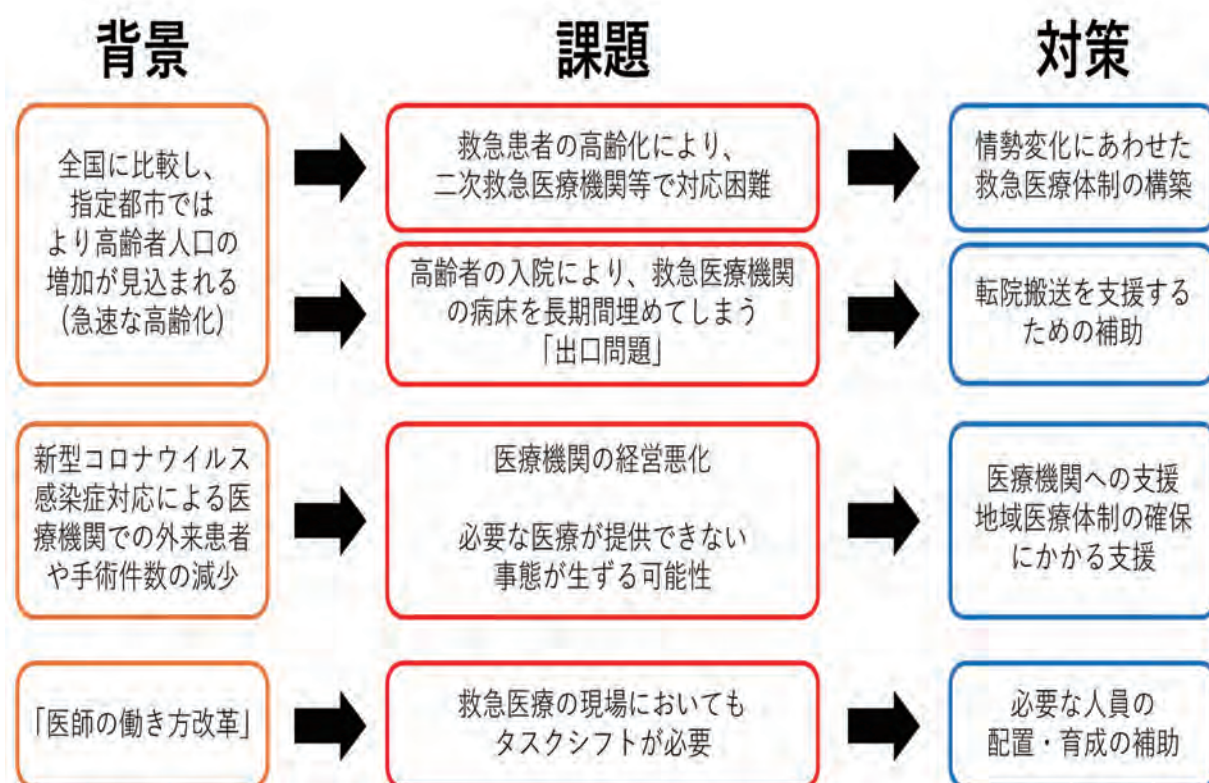 背景
課題
対策
全国に比較し、
指定都市では
より高齢者人口の
増加が見込まれる
(急速な高齢化)
救急患者の高齢化により、
二次救急医療機関等で対応困難
情勢変化にあわせた
救急医療体制の構築
高齢者の入院により、救急医療機関
の病床を長期間埋めてしまう
「出口問題」
転院搬送を支援する
ための補助
新型コロナウイルス
感染症対応による医
療機関での外来患者
や手術件数の減少
医療機関の経営悪化
必要な医療が提供できない
事態が生ずる可能性
医療機関への支援
地域医療体制の確保
にかかる支援
「医師の働き方改革」
救急医療の現場においても
タスクシフトが必要
必要な人員の
配置・育成の補助